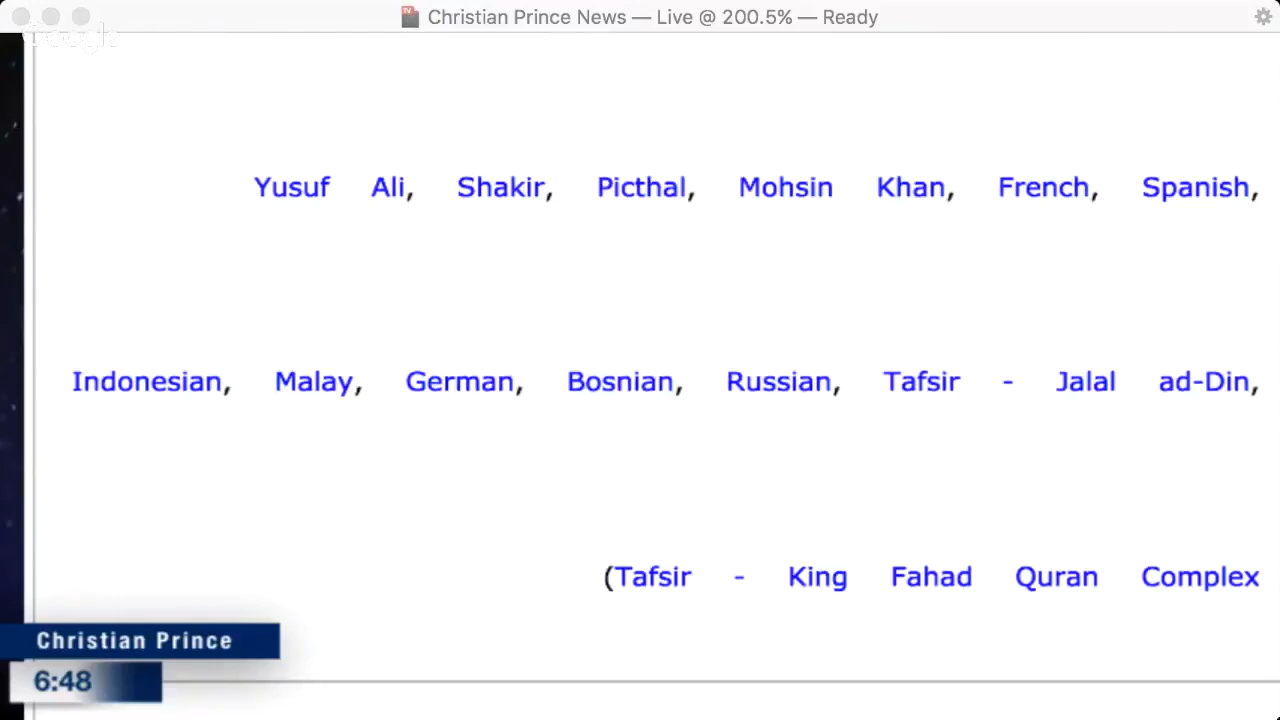 Christian Prince News — Live @ 200.5% — Ready
Google
Yusuf Ali, Shakir, Picthal, Mohsin Khan, French, Spanish,
Indonesian, Malay, German, Bosnian, Russian, Tafsir - Jalal ad-Din,
(Tafsir - King Fahad Quran Complex
Christian Prince
6:48